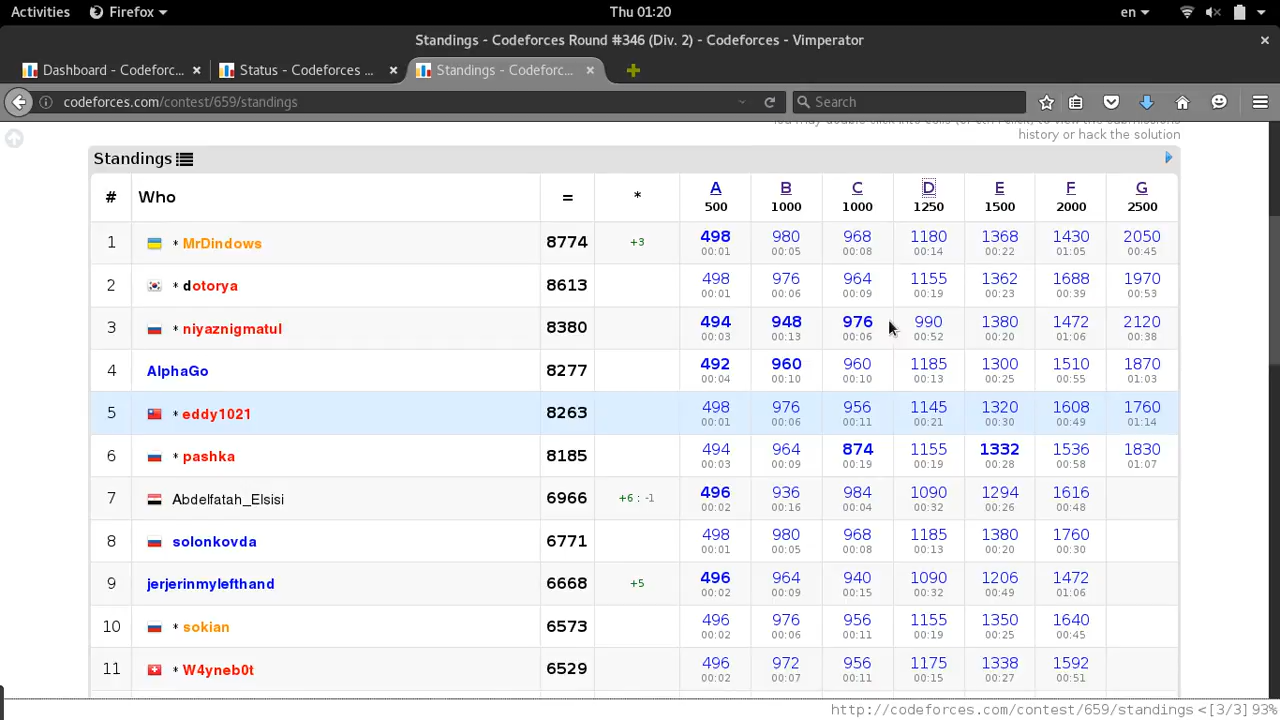 Activities Firefox Thu 01:20 en
Standings - Codeforces Round #346 (Div. 2) - Codeforces - Vimperator
Dashboard - Codeforc... Status - Codeforces ... Standings - Codeforc...
codeforces.com/contest/659/standings Search
You may double click into cells (or ctrl+click) to view the submissions
history or hack the solution
Standings
# Who = * A B C D E F G
500 1000 1000 1250 1500 2000 2500
1 * MrDindows 8774 +3 498 980 968 1180 1368 1430 2050
00:01 00:05 00:08 00:14 00:22 01:05 00:45
2 * dotorya 8613 498 976 964 1155 1362 1688 1970
00:01 00:06 00:09 00:19 00:23 00:39 00:53
3 * niyaznigmatul 8380 494 948 976 990 1380 1472 2120
00:03 00:13 00:06 00:52 00:20 01:06 00:38
4 AlphaGo 8277 492 960 960 1185 1300 1510 1870
00:04 00:10 00:10 00:13 00:25 00:55 01:03
5 * eddy1021 8263 498 976 956 1145 1320 1608 1760
00:01 00:06 00:11 00:21 00:30 00:49 01:14
6 * pashka 8185 494 964 874 1155 1332 1536 1830
00:03 00:09 00:19 00:19 00:28 00:58 01:07
7 Abdelfatah_Elsisi 6966 +6 : -1 496 936 984 1090 1294 1616
00:02 00:16 00:04 00:32 00:26 00:48
8 solonkovda 6771 498 980 968 1185 1380 1760
00:01 00:05 00:08 00:13 00:20 00:30
9 jerjerinmylefthand 6668 +5 496 964 940 1090 1206 1472
00:02 00:09 00:15 00:32 00:49 01:06
10 * sokian 6573 496 976 956 1155 1350 1640
00:02 00:06 00:11 00:19 00:25 00:45
11 * W4yneb0t 6529 496 972 956 1175 1338 1592
00:02 00:07 00:11 00:15 00:27 00:51
http://codeforces.com/contest/659/standings <[3/3] 93%